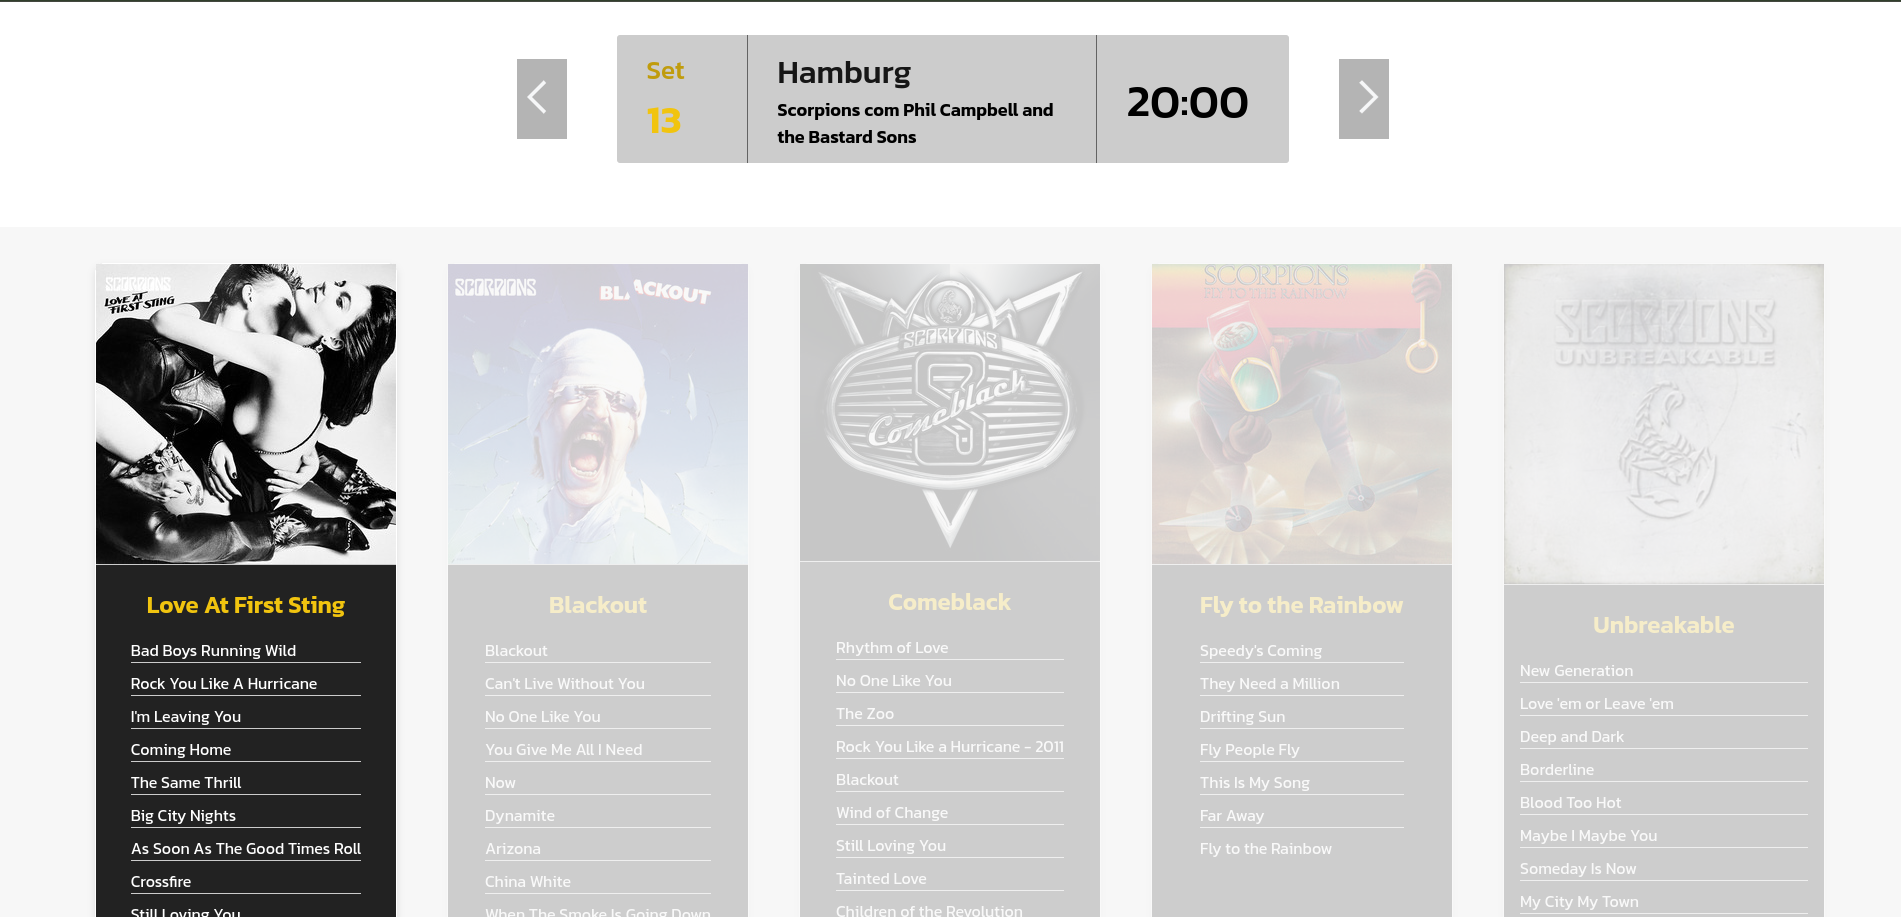 Set
13
Hamburg
Scorpions com Phil Campbell and
the Bastard Sons
20:00
SCORPIONS
LOVE AT
FIRST STING
Love At First Sting
Bad Boys Running Wild
Rock You Like A Hurricane
I'm Leaving You
Coming Home
The Same Thrill
Big City Nights
As Soon As The Good Times Roll
Crossfire
Still Loving You
SCORPIONS
BLACKOUT
Blackout
Blackout
Can't Live Without You
No One Like You
You Give Me All I Need
Now
Dynamite
Arizona
China White
When The Smoke Is Going Down
SCORPIONS
Comeblack
Comeblack
Rhythm of Love
No One Like You
The Zoo
Rock You Like a Hurricane - 2011
Blackout
Wind of Change
Still Loving You
Tainted Love
Children of the Revolution
SCORPIONS
FLY TO THE RAINBOW
Fly to the Rainbow
Speedy's Coming
They Need a Million
Drifting Sun
Fly People Fly
This Is My Song
Far Away
Fly to the Rainbow
SCORPIONS
UNBREAKABLE
Unbreakable
New Generation
Love 'em or Leave 'em
Deep and Dark
Borderline
Blood Too Hot
Maybe I Maybe You
Someday Is Now
My City My Town